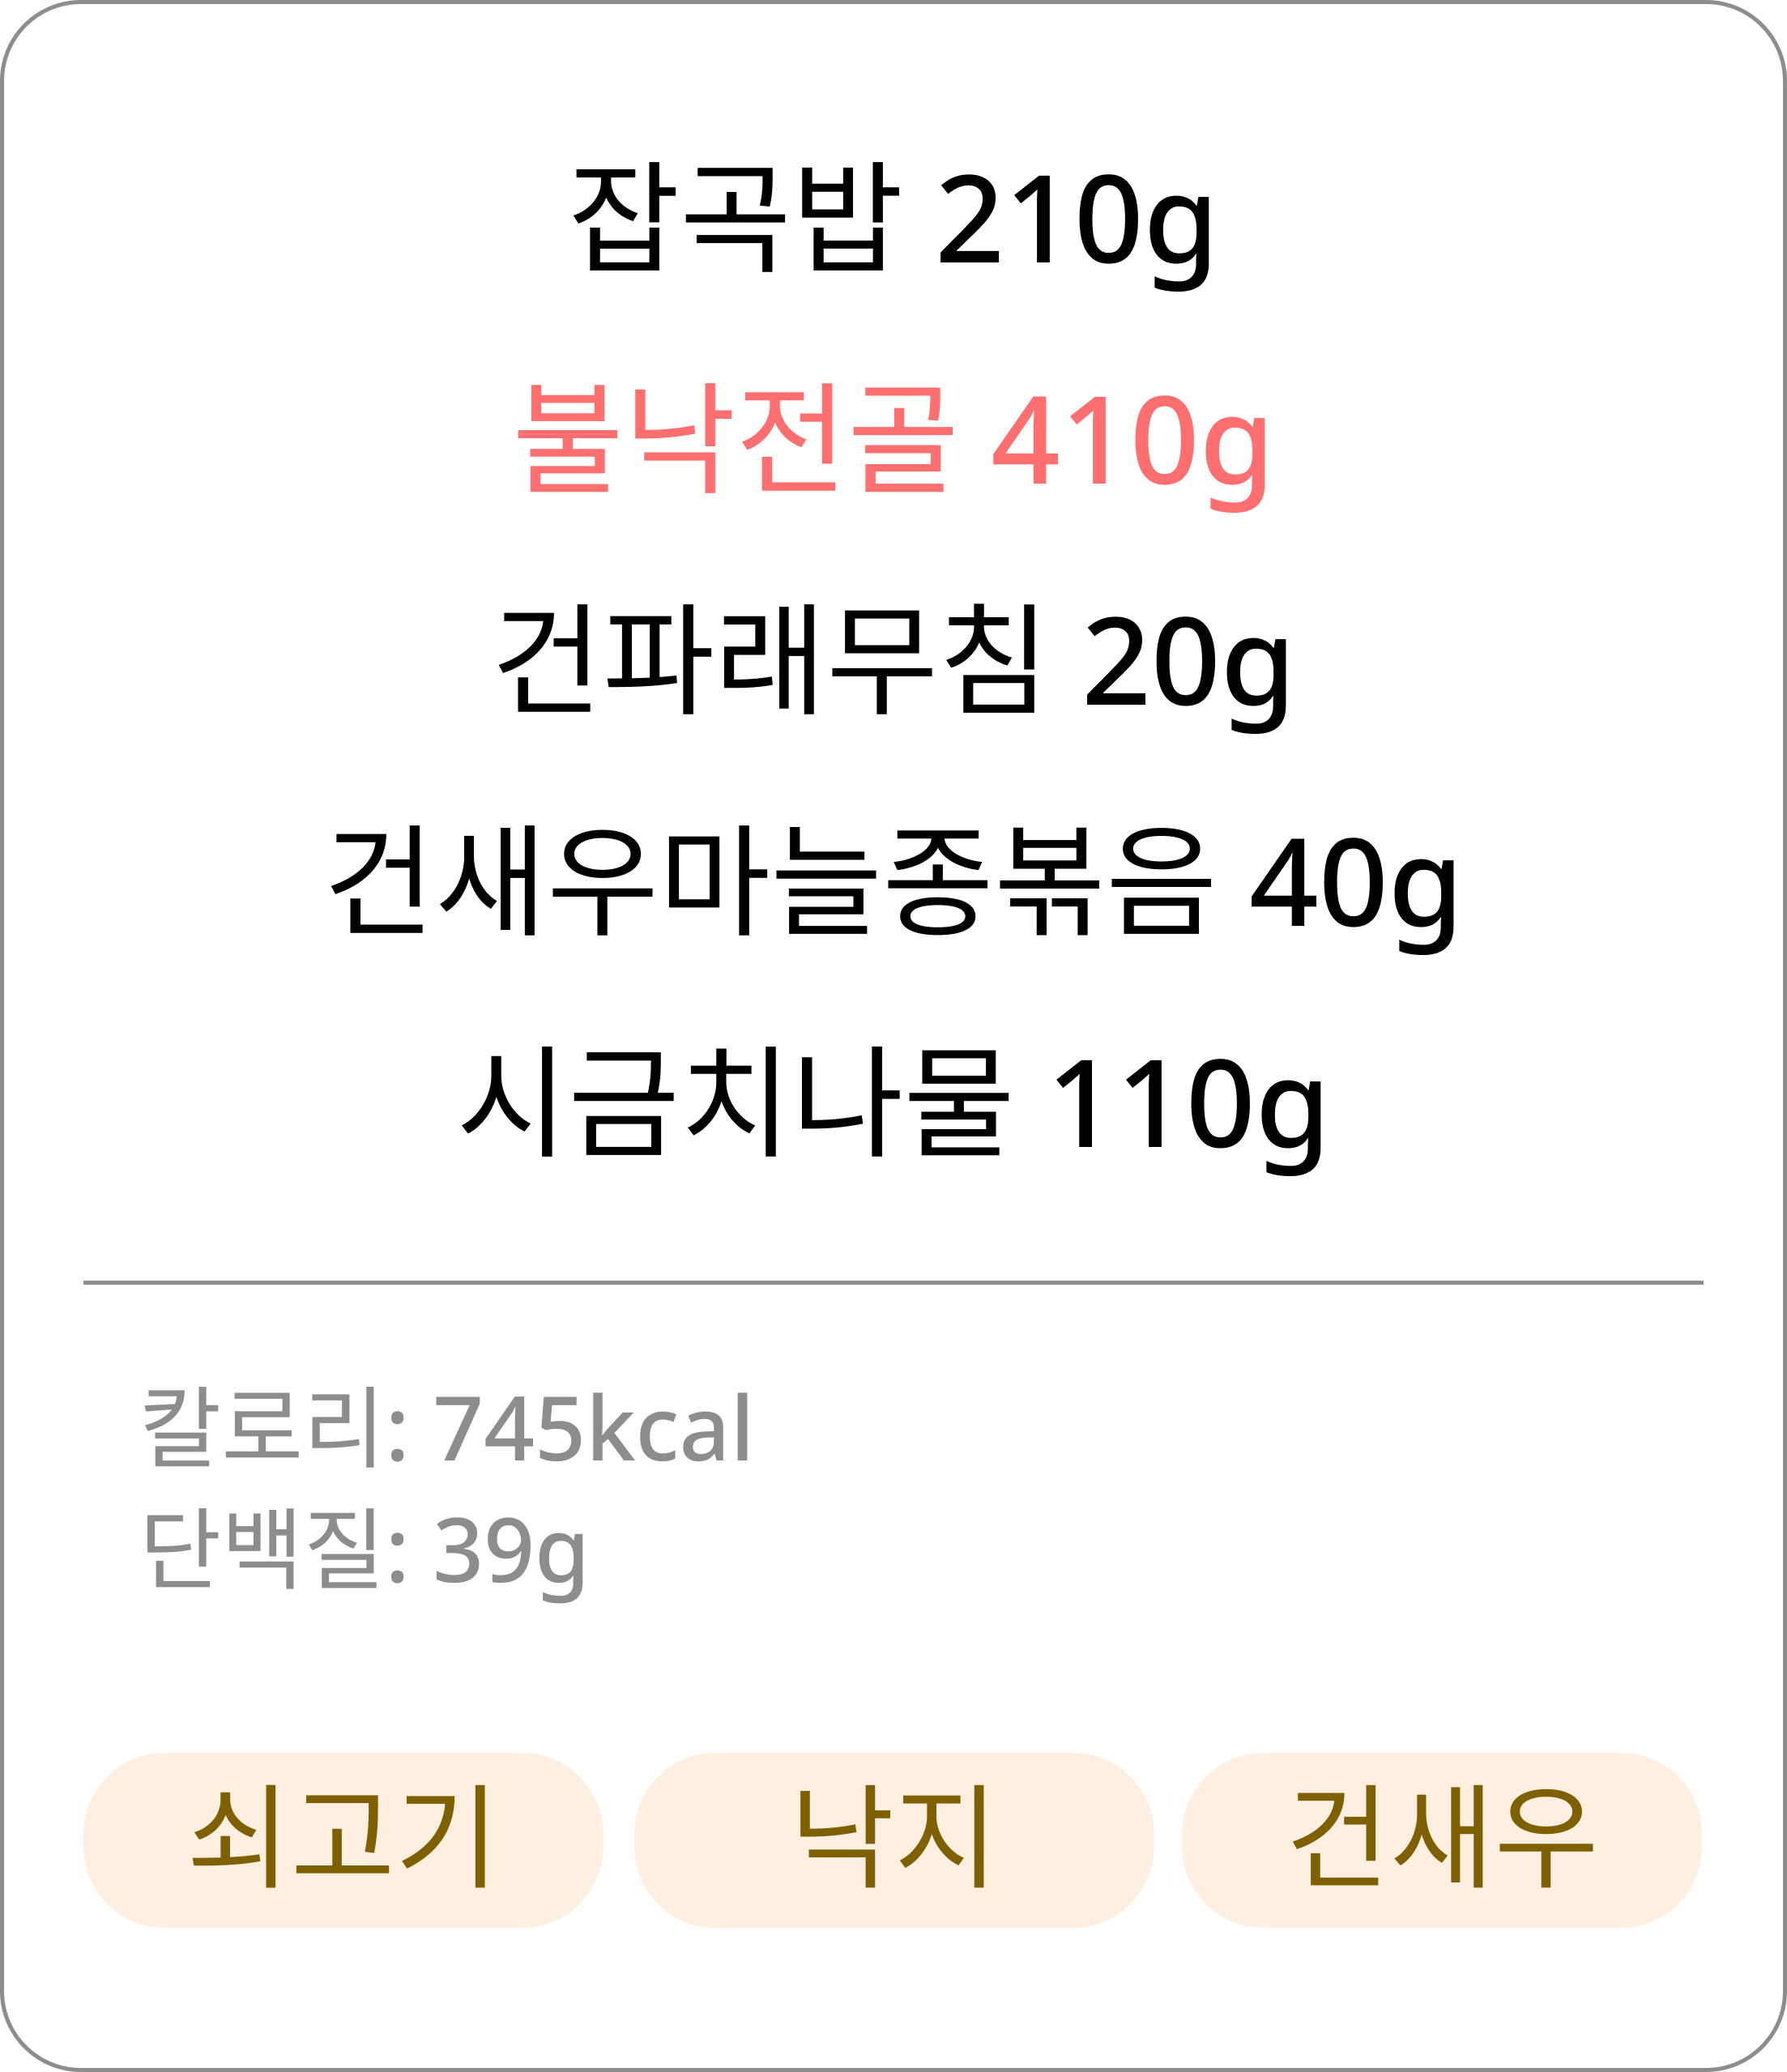 잡곡밥 210g
불낙전골 410g
건파래무침 20g
건새우마늘종볶음 40g
시금치나물 110g
칼로리: 745kcal
단백질: 39g
쇠고기 낙지 건새우